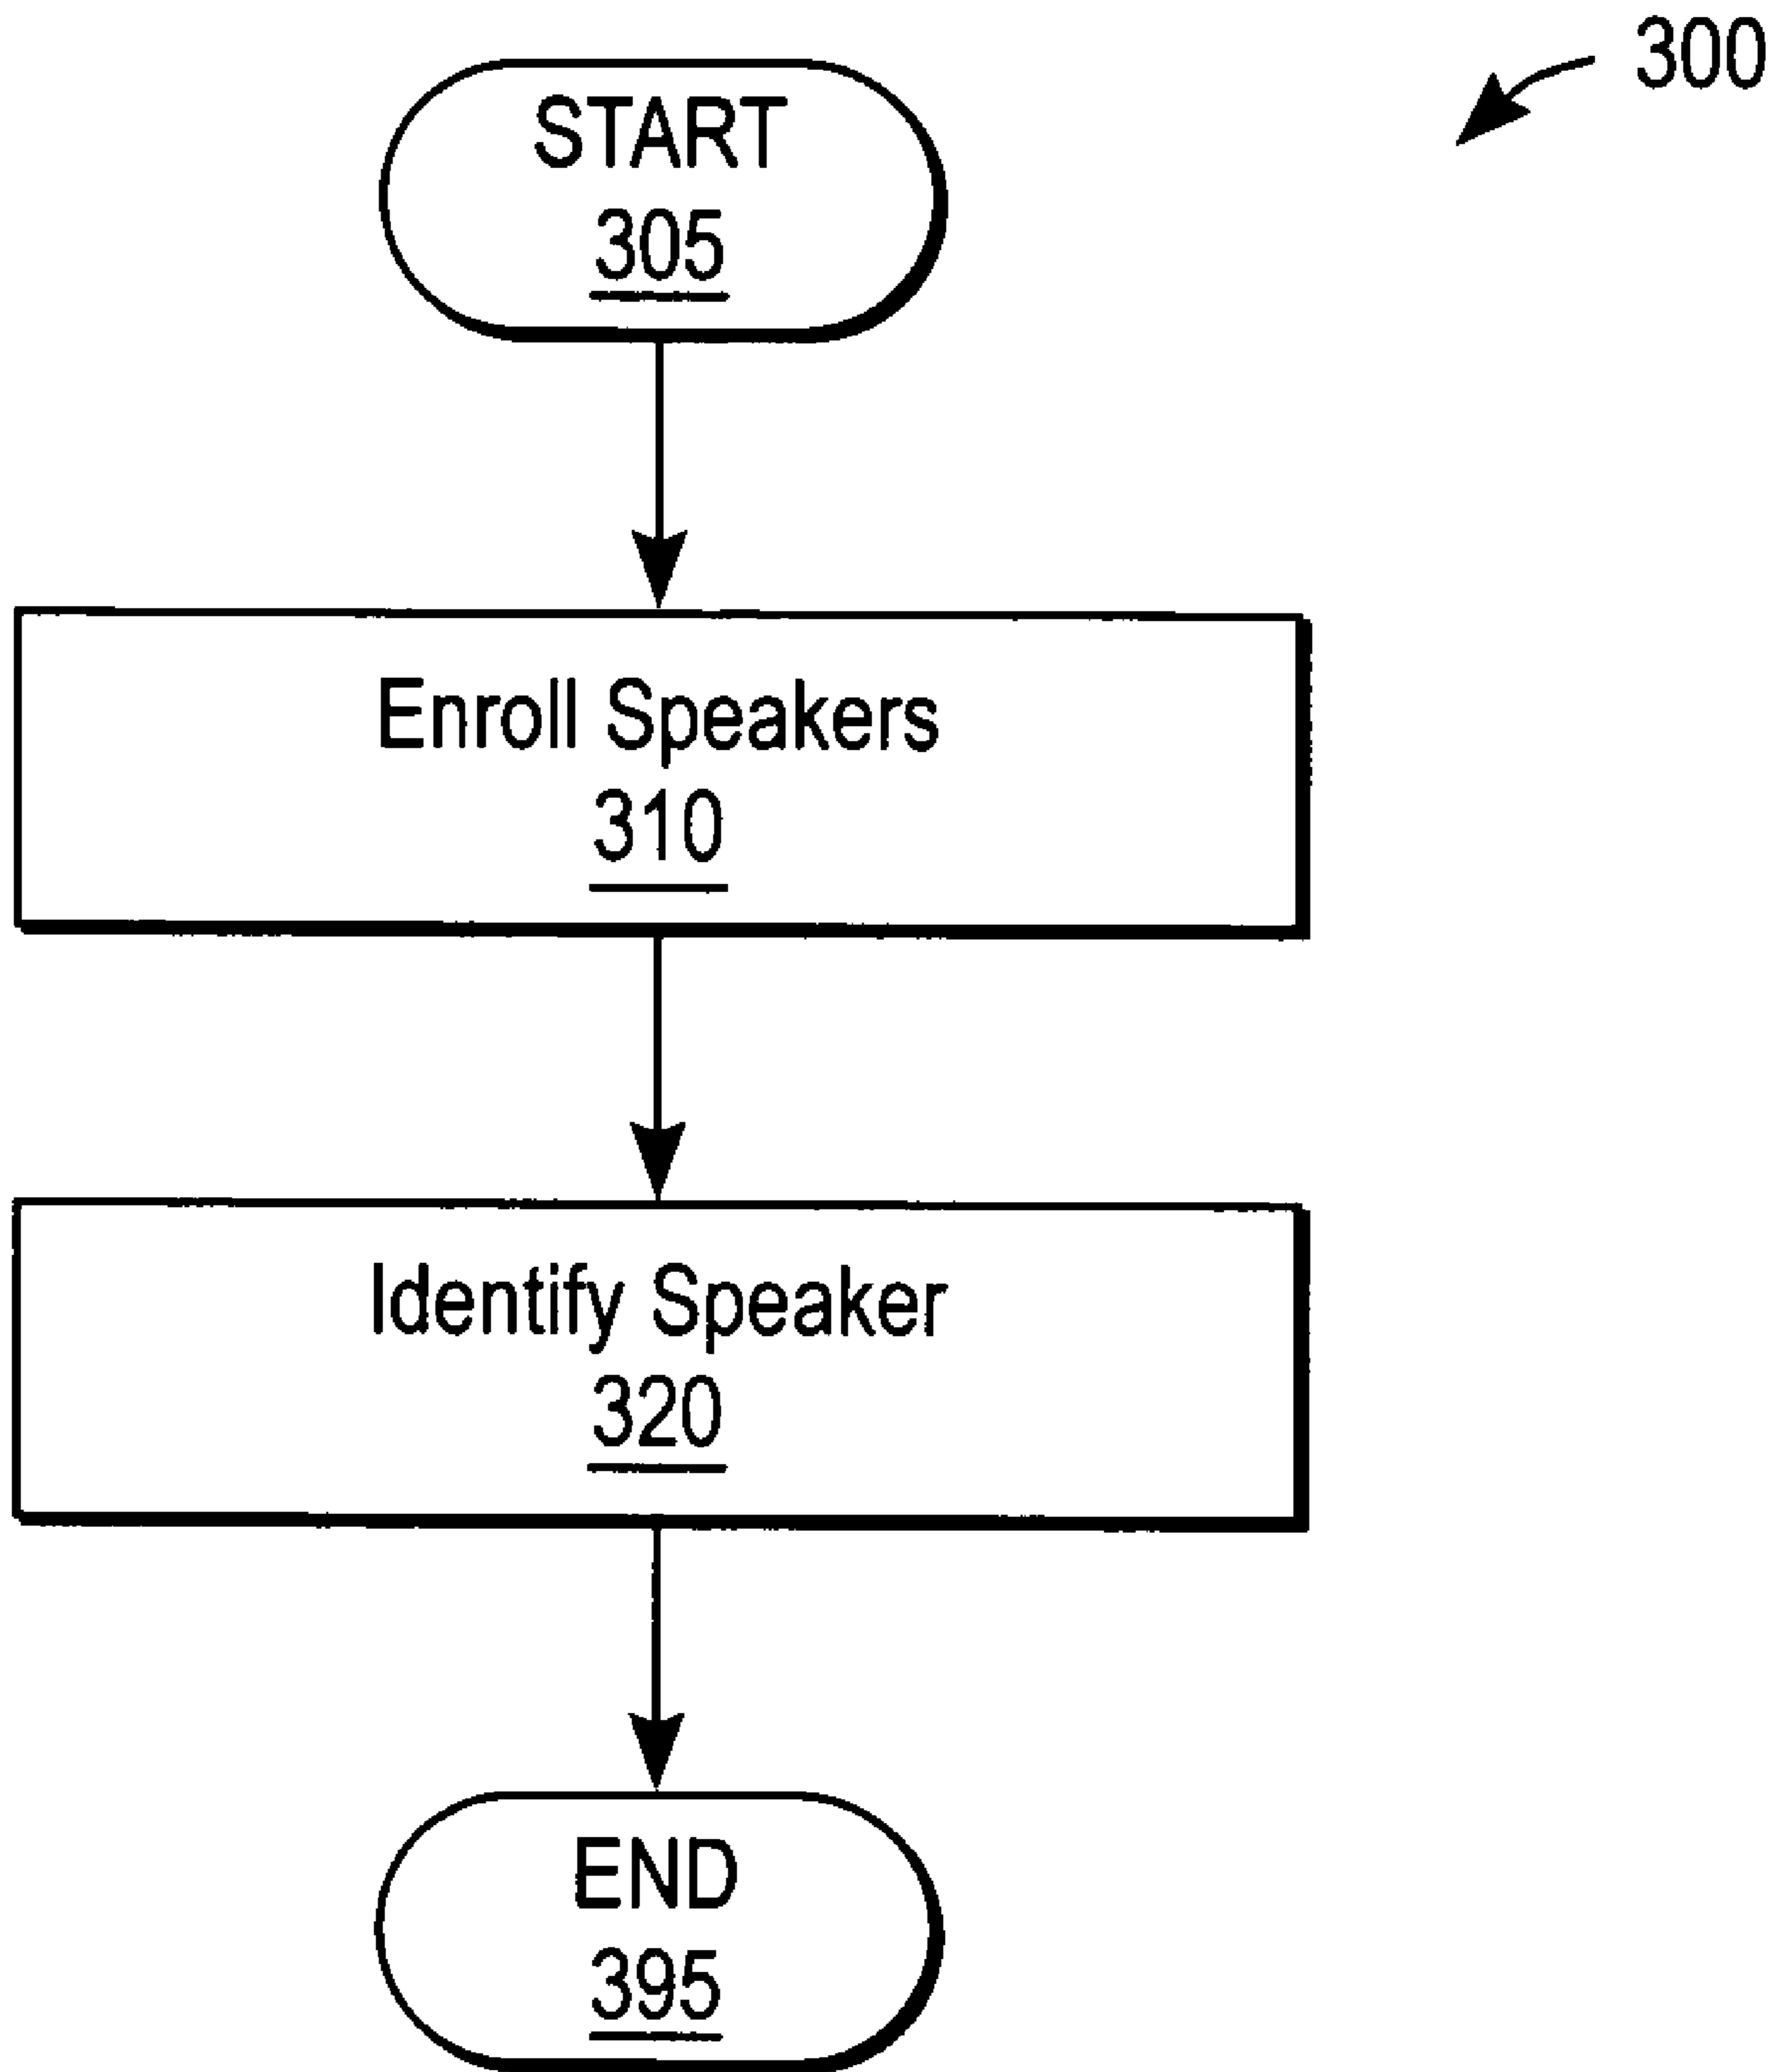 300
START
305
Enroll Speakers
310
Identify Speaker
320
END
395